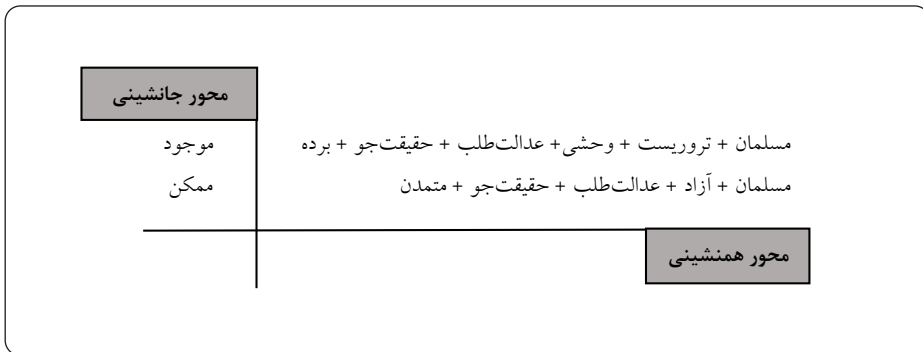 محور جانشینی
مسلمان + تروریست + وحشی+ عدالت‌طلب + حقیقت‌جو + برده
موجود
مسلمان + آزاد + عدالت‌طلب + حقیقت‌جو + متمدن
ممکن
محور همنشینی